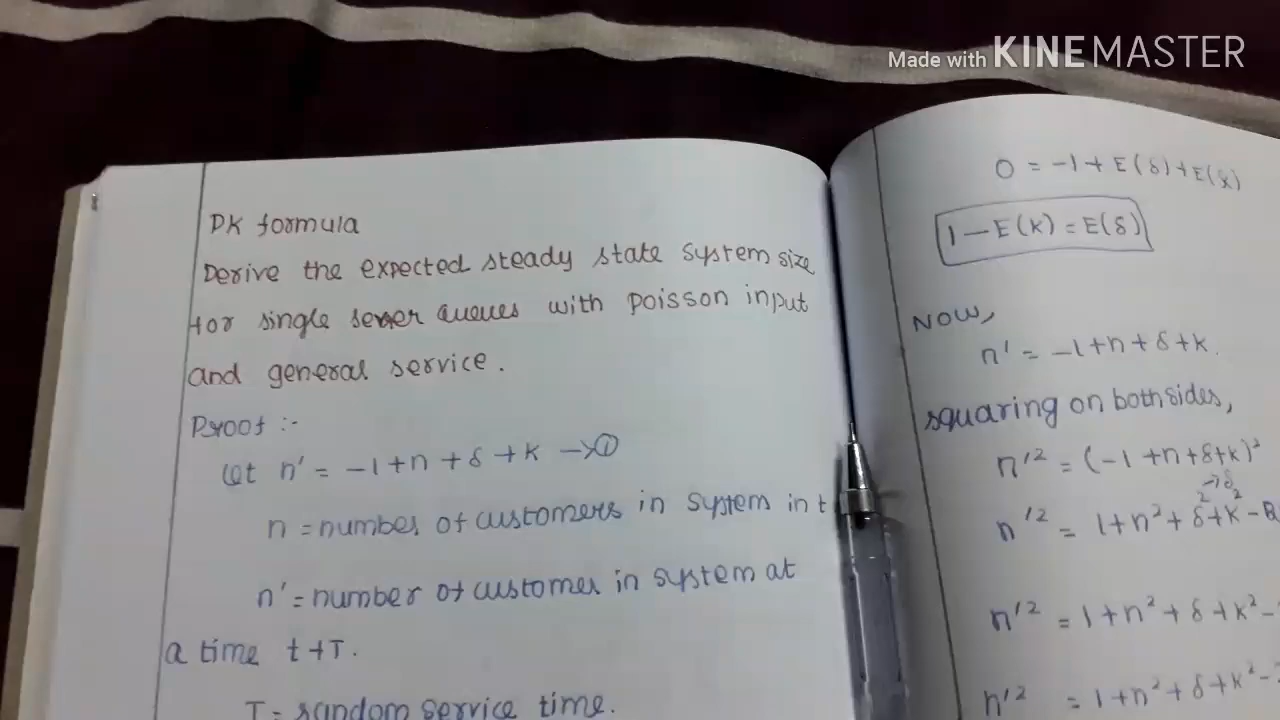 Made with KINEMASTER
PK formula
Derive the expected steady state system size
for single server queues with poisson input
and general service.
Proof :-
let n' = -1+n+δ+k →①
n = number of customers in system in t
n' = number of customer in system at
a time t+T.
T = random service time.
0 = -1+E(δ)+E(k)
1-E(k) = E(δ)
Now,
n' = -1+n+δ+k.
squaring on both sides,
n'² = (-1+n+δ+k)²
→δ
n'² = 1+n²+δ²+k²-2
n'² = 1+n²+δ+k²-
n'² = 1+n²+δ+k²-